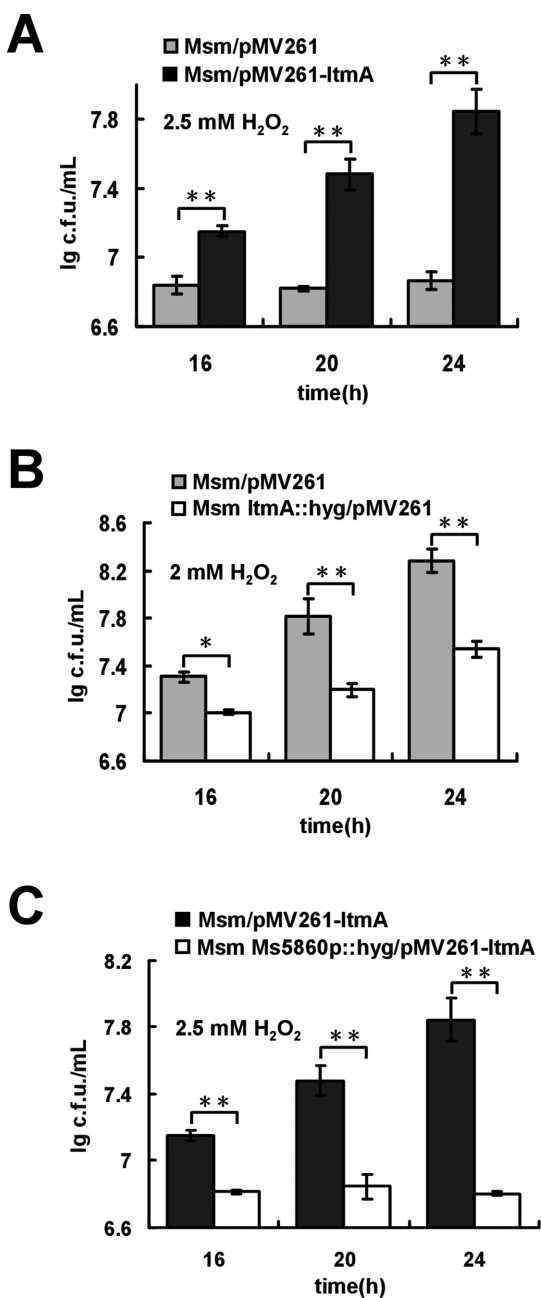 A
Msm/pMV261
Msm/pMV261-ltmA
2.5 mM H₂O₂
lg c.f.u./mL
7.8
7.4
7
6.6
**
**
**
16 20 24
time(h)
B
Msm/pMV261
Msm ltmA::hyg/pMV261
2 mM H₂O₂
lg c.f.u./mL
8.6
8.2
7.8
7.4
7
6.6
*
**
**
16 20 24
time(h)
C
Msm/pMV261-ltmA
Msm Ms5860p::hyg/pMV261-ltmA
2.5 mM H₂O₂
lg c.f.u./mL
8.2
7.8
7.4
7
6.6
**
**
**
16 20 24
time(h)